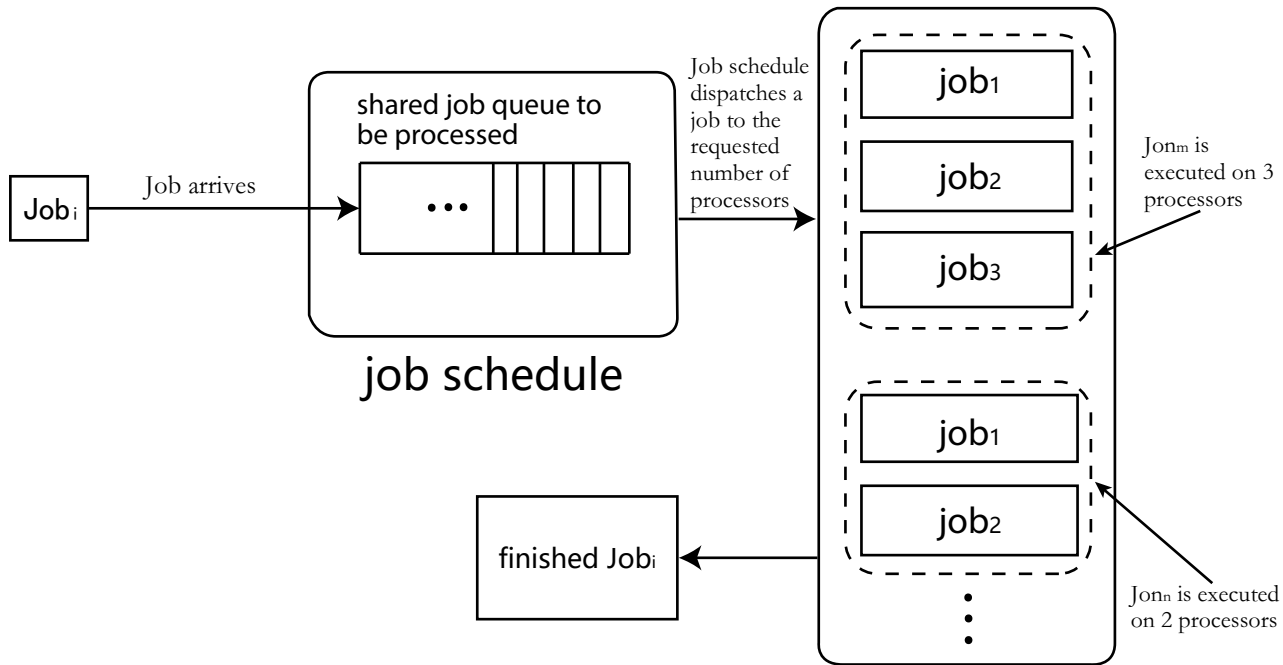 Jobi
Job arrives
shared job queue to
be processed
job schedule
Job schedule
dispatches a
job to the
requested
number of
processors
job1
job2
job3
Jonm is
executed on 3
processors
job1
job2
Jonn is executed
on 2 processors
finished Jobi